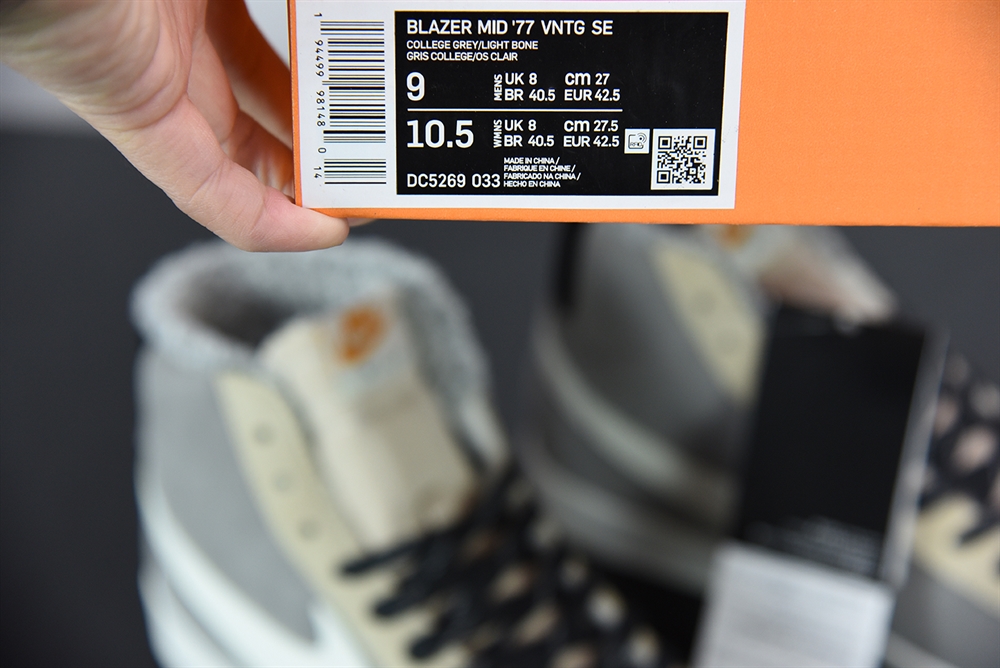 BLAZER MID '77 VNTG SE
COLLEGE GREY/LIGHT BONE
GRIS COLLEGE/OS CLAIR
9 MENS UK 8 cm 27
BR 40.5 EUR 42.5
10.5 WMNS UK 8 cm 27.5
BR 40.5 EUR 42.5
DC5269 033
MADE IN CHINA /
FABRIQUE EN CHINE /
FABRICADO NA CHINA /
HECHO EN CHINA
1 94499 98148 0 14